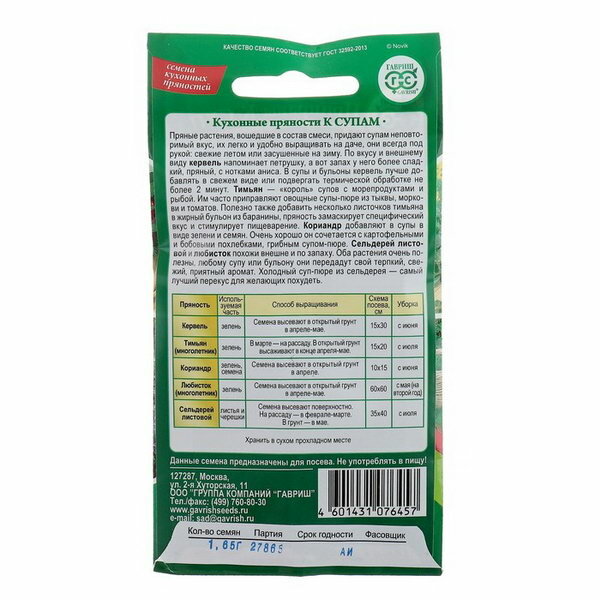 КАЧЕСТВО СЕМЯН СООТВЕТСТВУЕТ ГОСТ 32592-2013
© Novik
семена
кухонных
пряностей
ГАВРИШ
GAVRISH
Кухонные пряности К СУПАМ
Пряные растения, вошедшие в состав смеси, придают супам неповто-
римый вкус, их легко и удобно выращивать на даче, они всегда под
рукой: свежие летом или засушенные на зиму. По вкусу и внешнему
виду кервель напоминает петрушку, а вот запах у него более слад-
кий, пряный, с нотками аниса. В супы и бульоны кервель лучше до-
бавлять в свежем виде или подвергать термической обработке не
более 2 минут. Тимьян — «король» супов с морепродуктами и
рыбой. Им часто приправляют овощные супы-пюре из тыквы, морко-
ви и томатов. Полезно также добавить несколько листочков тимьяна
в жирный бульон из баранины, пряность замаскирует специфический
вкус и стимулирует пищеварение. Кориандр добавляют в супы в
виде зелени и семян. Очень хорошо он сочетается с картофельными
и бобовыми похлебками, грибным супом-пюре. Сельдерей листо-
вой и любисток похожи внешне и по запаху. Оба растения очень по-
лезны, любому супу или бульону они передадут свой терпкий, све-
жий, приятный аромат. Холодный суп-пюре из сельдерея — самый
лучший перекус для желающих похудеть.
Пряность Использ-уемая часть Способ выращивания Схема посева, см Уборка
Кервель зелень Семена высевают в открытый грунт в апреле-мае. 15х30 с июня
Тимьян (многолетник) зелень В марте — на рассаду. В открытый грунт высаживают в конце апреля-мае. 15х20 с июля
Кориандр зелень, семена Семена высевают в открытый грунт в апреле. 10х15 с июня
Любисток (многолетник) зелень Семена высевают в открытый грунт в апреле-мае. 60х60 с мая (на второй год)
Сельдерей листовой листья и черешки Семена высевают поверхностно. На рассаду — в феврале-марте. В грунт — в мае. 35х40 с июля
Хранить в сухом прохладном месте
Данные семена предназначены для посева. Не употреблять в пищу!
127287, Москва,
ул. 2-я Хуторская, 11
ООО "ГРУППА КОМПАНИЙ "ГАВРИШ"
Тел./факс: (499) 760-80-30
www.gavrishseeds.ru
e-mail: sad@gavrish.ru
4 601431 076457
Кол-во семян Партия Срок годности Фасовщик
1,65Г 27865 АИ